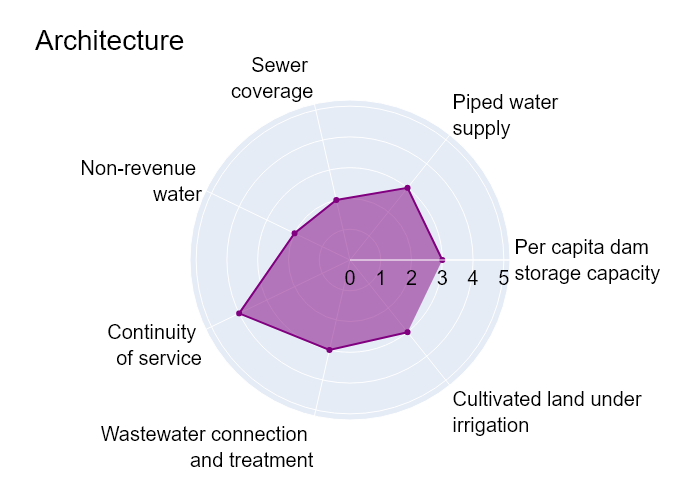 Architecture
Sewer
coverage
Piped water
supply
Non-revenue
water
Per capita dam
storage capacity
0 1 2 3 4 5
Continuity
of service
Cultivated land under
irrigation
Wastewater connection
and treatment